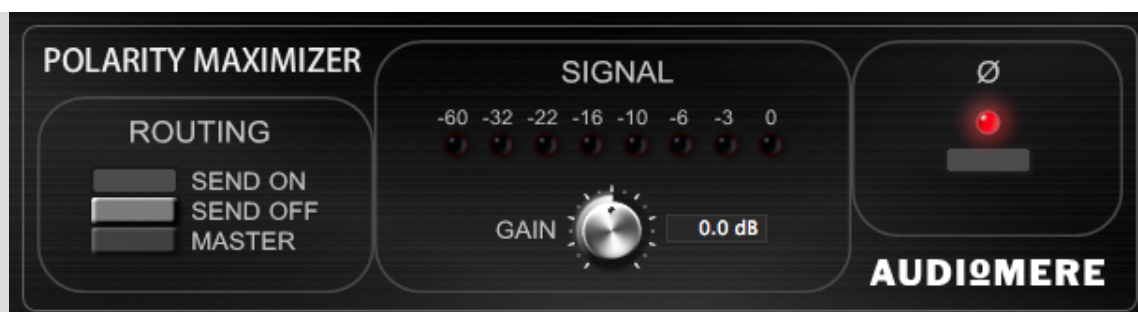 POLARITY MAXIMIZER
ROUTING
SEND ON
SEND OFF
MASTER
SIGNAL
-60 -32 -22 -16 -10 -6 -3 0
GAIN 0.0 dB
Ø
AUDIOMERE